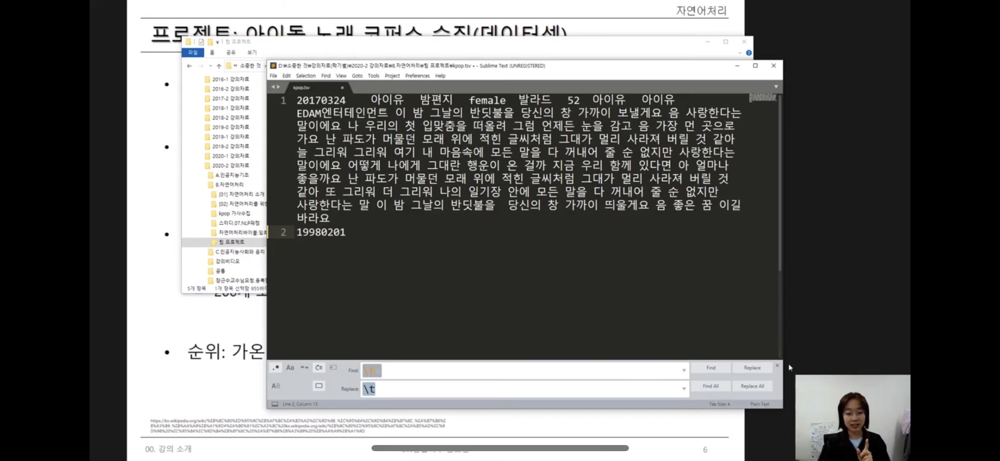 자연어처리
프로젝트: 아이돌 노래 코퍼스 수집(데이터셋)
팀 프로젝트
파일 홈 공유 보기
« 소중한 것 ›
2016-1 강의자료
2016-2 강의자료
2017-2 강의자료
2018-1 강의자료
2018-2 강의자료
2019-0 강의자료
2019-1 강의자료
2019-2 강의자료
2020-1 강의자료
2020-2 강의자료
A.인공지능기초
B.자연어처리
[01] 자연어처리 소개
[02] 자연어처리를 위한
kpop 가사수집
스터디.07.NLP패캠
자연어처리바이블;임희
팀 프로젝트
C.인공지능사회와 윤리
강의비디오
공통
장근수교수님요청.융복합
5개 항목 1개 항목 선택함 955바이
D:₩소중한 것₩강의자료(학기별)₩2020-2 강의자료₩B.자연어처리₩팀 프로젝트₩kpop.tsv • - Sublime Text (UNREGISTERED)
File Edit Selection Find View Goto Tools Project Preferences Help
kpop.tsv
1 20170324 아이유 밤편지 female 발라드 52 아이유 아이유
EDAM엔터테인먼트 이 밤 그날의 반딧불을 당신의 창 가까이 보낼게요 음 사랑한다는
말이에요 나 우리의 첫 입맞춤을 떠올려 그럼 언제든 눈을 감고 음 가장 먼 곳으로
가요 난 파도가 머물던 모래 위에 적힌 글씨처럼 그대가 멀리 사라져 버릴 것 같아
늘 그리워 그리워 여기 내 마음속에 모든 말을 다 꺼내어 줄 순 없지만 사랑한다는
말이에요 어떻게 나에게 그대란 행운이 온 걸까 지금 우리 함께 있다면 아 얼마나
좋을까요 난 파도가 머물던 모래 위에 적힌 글씨처럼 그대가 멀리 사라져 버릴 것
같아 또 그리워 더 그리워 나의 일기장 안에 모든 말을 다 꺼내어 줄 순 없지만
사랑한다는 말 이 밤 그날의 반딧불을 당신의 창 가까이 띄울게요 음 좋은 꿈 이길
바라요
2 19980201
200개
순위: 가온
.* Aa “” Find: \t Find Replace
AB Replace: \t Find All Replace All
Line 2, Column 13 Tab Size: 4 Plain Text
00. 강의 소개
6